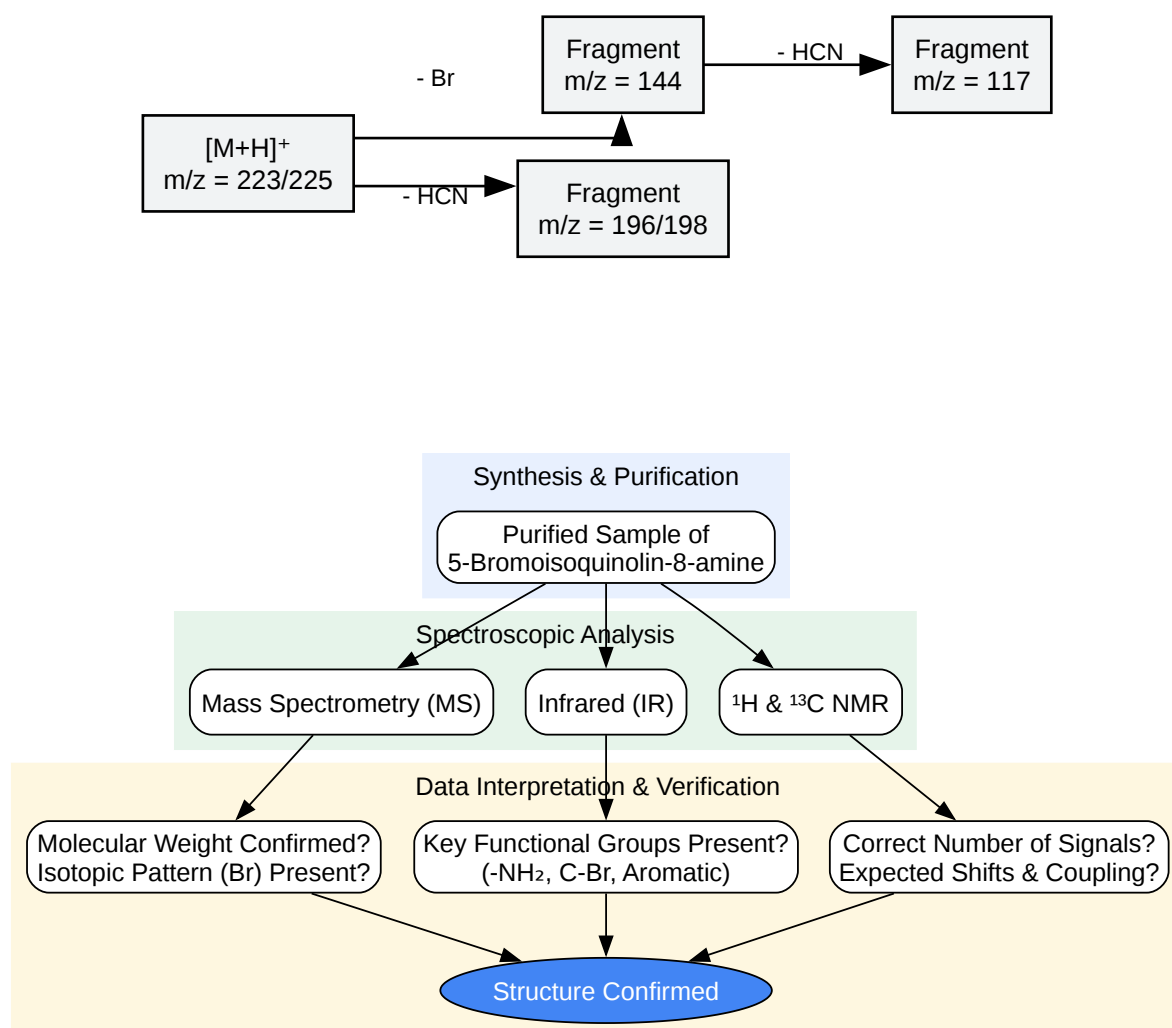 Fragment
m/z = 144
- HCN
Fragment
m/z = 117
- Br
[M+H]⁺
m/z = 223/225
- HCN
Fragment
m/z = 196/198
Synthesis & Purification
Purified Sample of
5-Bromoisoquinolin-8-amine
Spectroscopic Analysis
Mass Spectrometry (MS)
Infrared (IR)
¹H & ¹³C NMR
Data Interpretation & Verification
Molecular Weight Confirmed?
Isotopic Pattern (Br) Present?
Key Functional Groups Present?
(-NH₂, C-Br, Aromatic)
Correct Number of Signals?
Expected Shifts & Coupling?
Structure Confirmed